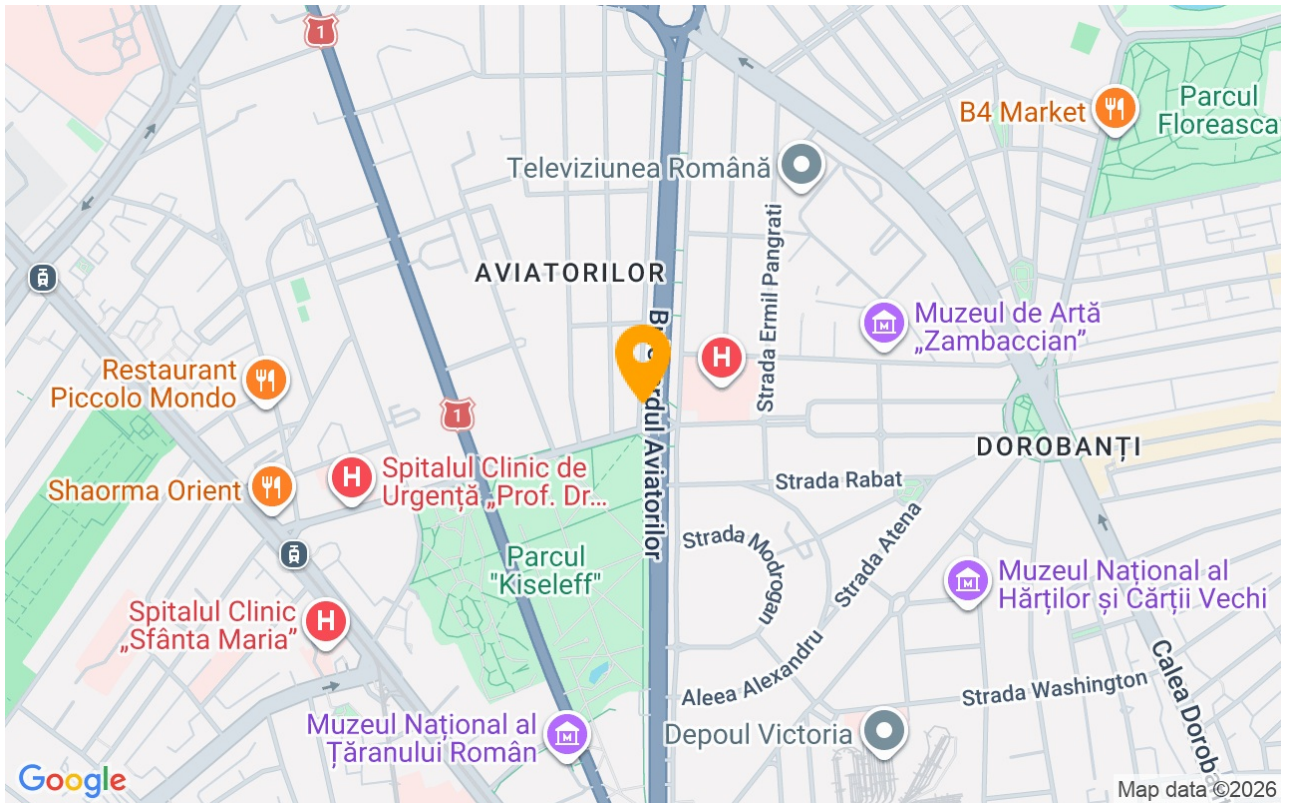 1
B4 Market
Parcul
Floreasca
Televiziunea Română
Strada Ermil Pangrati
AVIATORILOR
Muzeul de Artă
„Zambaccian”
H
Restaurant
Piccolo Mondo
1
Bulevardul Aviatorilor
DOROBANȚI
H
Spitalul Clinic de
Urgență „Prof. Dr...
Shaorma Orient
Strada Rabat
Strada Atena
Strada Modrogan
Parcul
"Kiseleff"
Muzeul Național al
Hărților și Cărții Vechi
Spitalul Clinic
„Sfânta Maria”
H
Aleea Alexandru
Strada Washington
Muzeul Național al
Țăranului Român
Depoul Victoria
Google
Map data ©2026